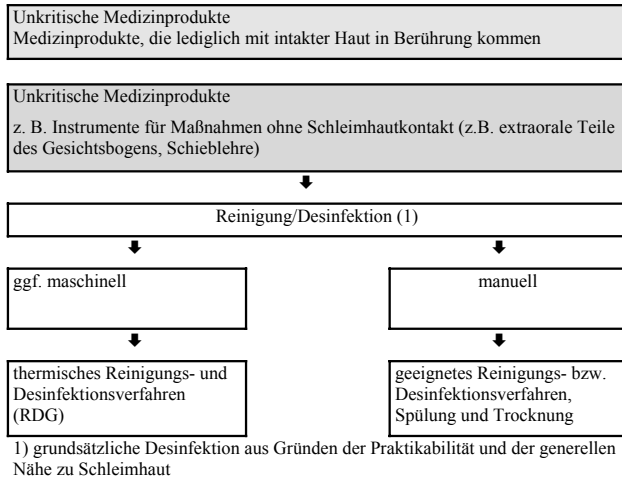 Unkritische Medizinprodukte
Medizinprodukte, die lediglich mit intakter Haut in Berührung kommen
Unkritische Medizinprodukte
z. B. Instrumente für Maßnahmen ohne Schleimhautkontakt (z.B. extraorale Teile
des Gesichtsbogens, Schieblehre)
Reinigung/Desinfektion (1)
ggf. maschinell
manuell
thermisches Reinigungs- und
Desinfektionsverfahren
(RDG)
geeignetes Reinigungs- bzw.
Desinfektionsverfahren,
Spülung und Trocknung
1) grundsätzliche Desinfektion aus Gründen der Praktikabilität und der generellen
Nähe zu Schleimhaut